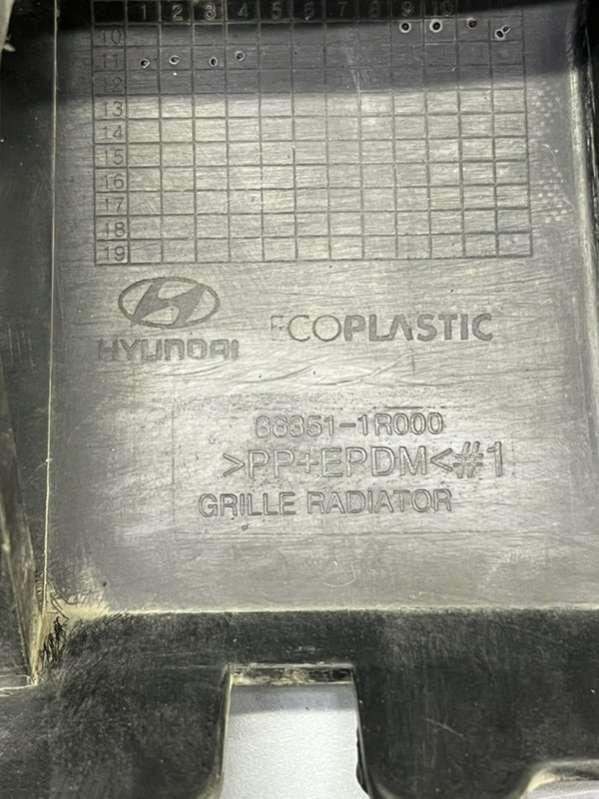 1 2 3 4 5 6 7 8 9 10
10
11
12
13
14
15
16
17
18
19
HYUNDAI
ECOPLASTIC
86351-1R000
>PP+EPDM<#1
GRILLE RADIATOR